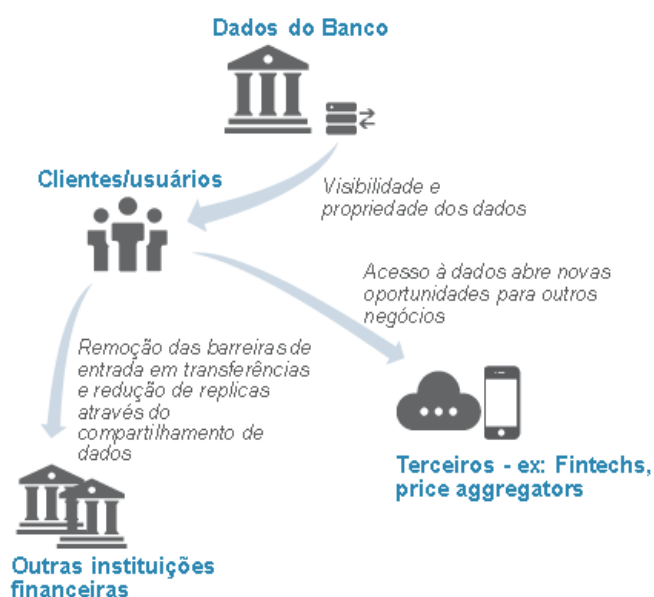 Dados do Banco
Clientes/usuários
Visibilidade e
propriedade dos dados
Acesso à dados abre novas
oportunidades para outros
negócios
Remoção das barreiras de
entrada em transferências
e redução de replicas
através do
compartilhamento de
dados
Terceiros - ex: Fintechs,
price aggregators
Outras instituições
financeiras